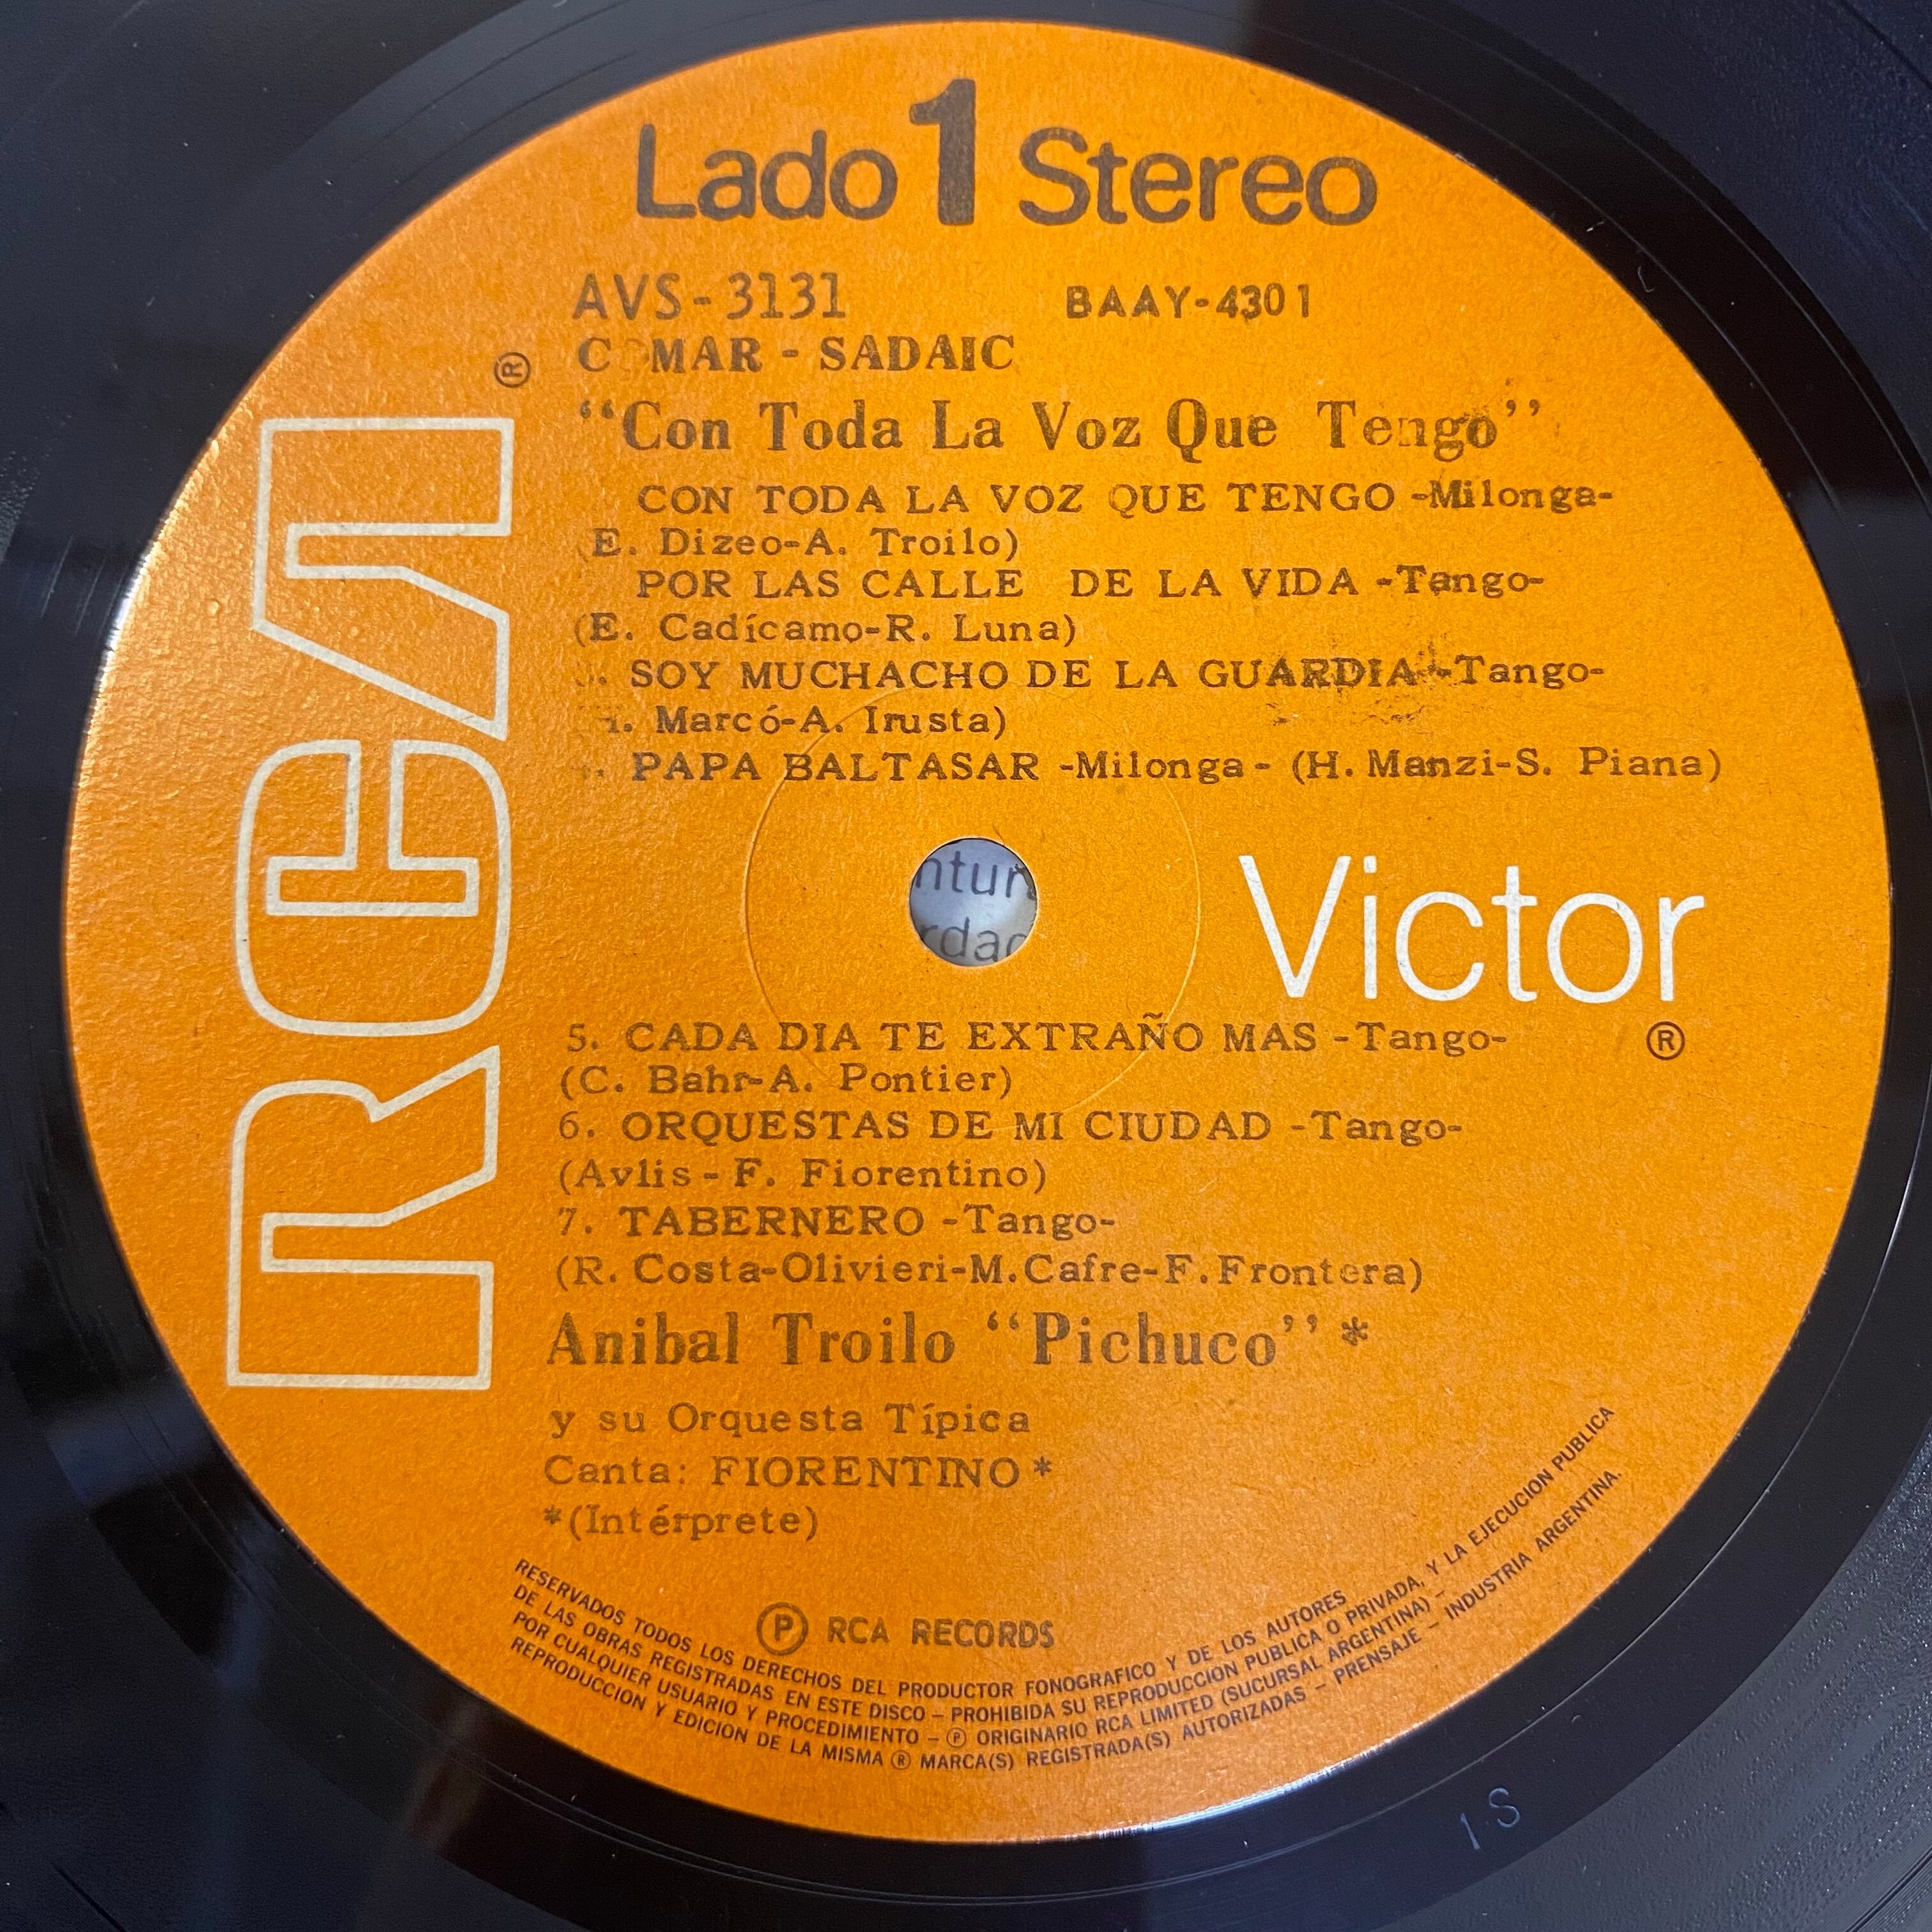 Lado 1 Stereo
AVS-3131 BAAY-4301
C MAR - SADAIC
RCA ®
“Con Toda La Voz Que Tengo”
CON TODA LA VOZ QUE TENGO -Milonga-
(E. Dizeo-A. Troilo)
POR LAS CALLE DE LA VIDA -Tango-
(E. Cadícamo-R. Luna)
SOY MUCHACHO DE LA GUARDIA -Tango-
Marcó-A. Irusta)
PAPA BALTASAR -Milonga- (H. Manzi-S. Piana)
ntur
rdac
Victor ®
5. CADA DIA TE EXTRAÑO MAS -Tango-
(C. Bahr-A. Pontier)
6. ORQUESTAS DE MI CIUDAD -Tango-
(Avlis - F. Fiorentino)
7. TABERNERO -Tango-
(R. Costa-Olivieri-M.Cafre-F.Frontera)
Anibal Troilo “Pichuco” *
y su Orquesta Típica
Canta: FIORENTINO *
*(Intérprete)
Ⓟ RCA RECORDS
RESERVADOS TODOS LOS DERECHOS DEL PRODUCTOR FONOGRAFICO Y DE LOS AUTORES
DE LAS OBRAS REGISTRADAS EN ESTE DISCO – PROHIBIDA SU REPRODUCCION PUBLICA O PRIVADA, Y LA EJECUCION PUBLICA
POR CUALQUIER USUARIO Y PROCEDIMIENTO – Ⓟ ORIGINARIO RCA LIMITED (SUCURSAL ARGENTINA) –
REPRODUCCION Y EDICION DE LA MISMA ® MARCA(S) REGISTRADA(S) AUTORIZADAS – PRENSAJE – INDUSTRIA ARGENTINA.
1S